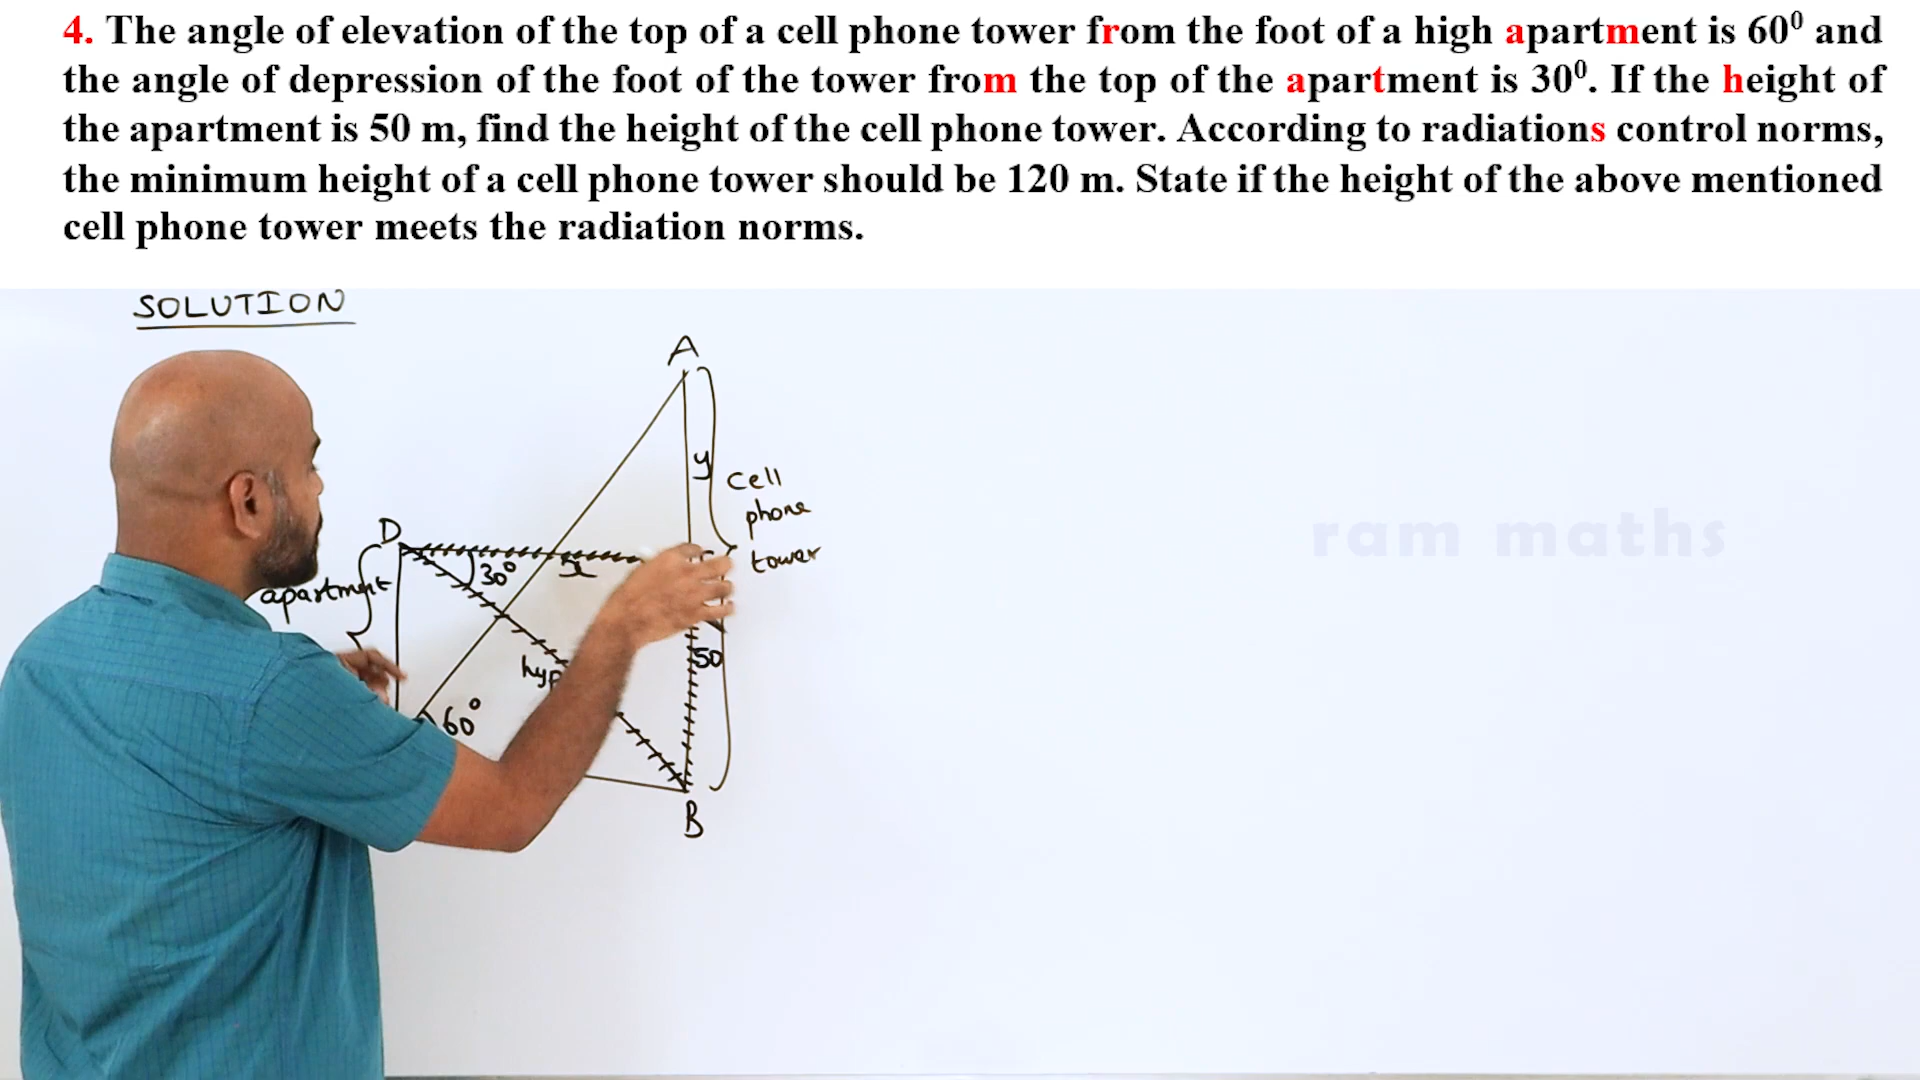 4. The angle of elevation of the top of a cell phone tower from the foot of a high apartment is 60⁰ and
the angle of depression of the foot of the tower from the top of the apartment is 30⁰. If the height of
the apartment is 50 m, find the height of the cell phone tower. According to radiations control norms,
the minimum height of a cell phone tower should be 120 m. State if the height of the above mentioned
cell phone tower meets the radiation norms.
SOLUTION
A
y
cell
phone
tower
D
30°
x
apartment
50
hyp
60°
B
ram maths